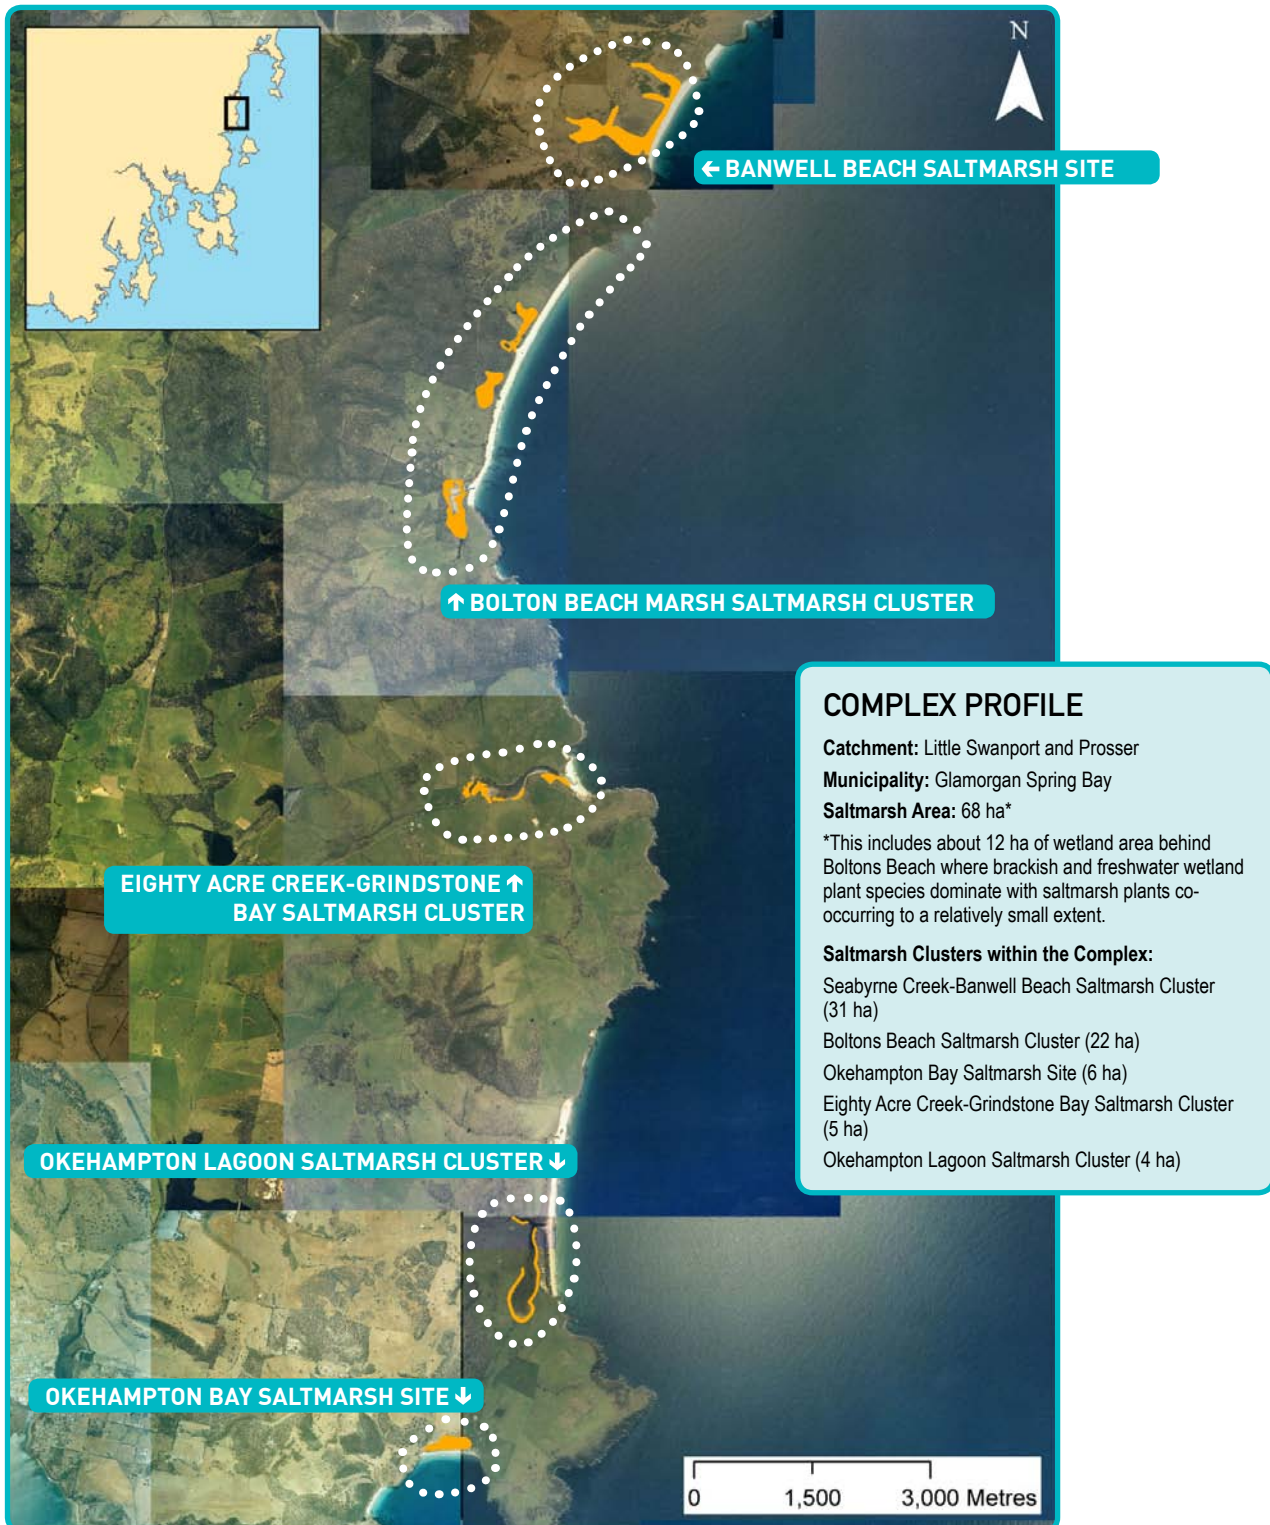 N
← BANWELL BEACH SALTMARSH SITE
↑ BOLTON BEACH MARSH SALTMARSH CLUSTER
EIGHTY ACRE CREEK-GRINDSTONE ↑
BAY SALTMARSH CLUSTER
OKEHAMPTON LAGOON SALTMARSH CLUSTER ↓
OKEHAMPTON BAY SALTMARSH SITE ↓
COMPLEX PROFILE
Catchment: Little Swanport and Prosser
Municipality: Glamorgan Spring Bay
Saltmarsh Area: 68 ha*
*This includes about 12 ha of wetland area behind
Boltons Beach where brackish and freshwater wetland
plant species dominate with saltmarsh plants co-
occurring to a relatively small extent.
Saltmarsh Clusters within the Complex:
Seabyrne Creek-Banwell Beach Saltmarsh Cluster
(31 ha)
Boltons Beach Saltmarsh Cluster (22 ha)
Okehampton Bay Saltmarsh Site (6 ha)
Eighty Acre Creek-Grindstone Bay Saltmarsh Cluster
(5 ha)
Okehampton Lagoon Saltmarsh Cluster (4 ha)
0 1,500 3,000 Metres